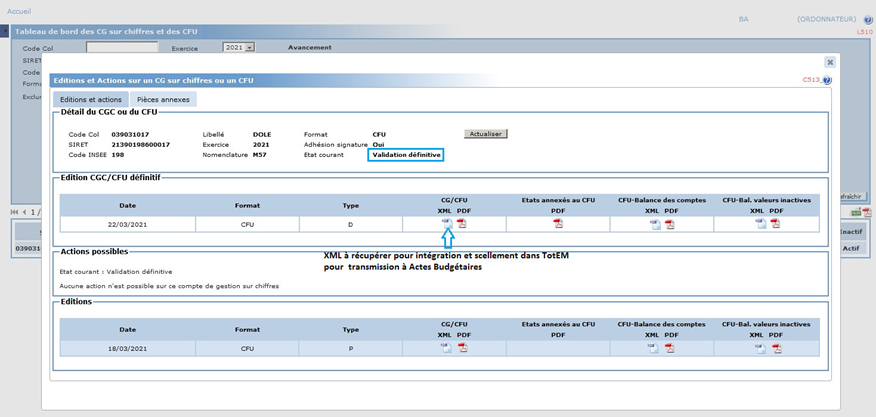 Accueil
BA (ORDONNATEUR)
Tableau de bord des CG sur chiffres et des CFU
L510
Code Col Exercice 2021 Avancement
SIRET
Code
Forma
Exclus
Editions et Actions sur un CG sur chiffres ou un CFU
C513
Editions et actions Pièces annexes
Détail du CGC ou du CFU
Code Col 039031017 Libellé DOLE Format CFU Actualiser
SIRET 21390198600017 Exercice 2021 Adhésion signature Oui
Code INSEE 198 Nomenclature M57 Etat courant Validation définitive
Edition CGC/CFU définitif
Date Format Type CG/CFU Etats annexés au CFU CFU-Balance des comptes CFU-Bal. valeurs inactives
XML PDF PDF XML PDF XML PDF
22/03/2021 CFU D
XML à récupérer pour intégration et scellement dans TotEM
pour transmission à Actes Budgétaires
Actions possibles
Etat courant : Validation définitive
Aucune action n'est possible sur ce compte de gestion sur chiffres
Editions
Date Format Type CG/CFU Etats annexés au CFU CFU-Balance des comptes CFU-Bal. valeurs inactives
XML PDF PDF XML PDF XML PDF
18/03/2021 CFU P
1 /
rafraîchir
Inactif
03903 Actif